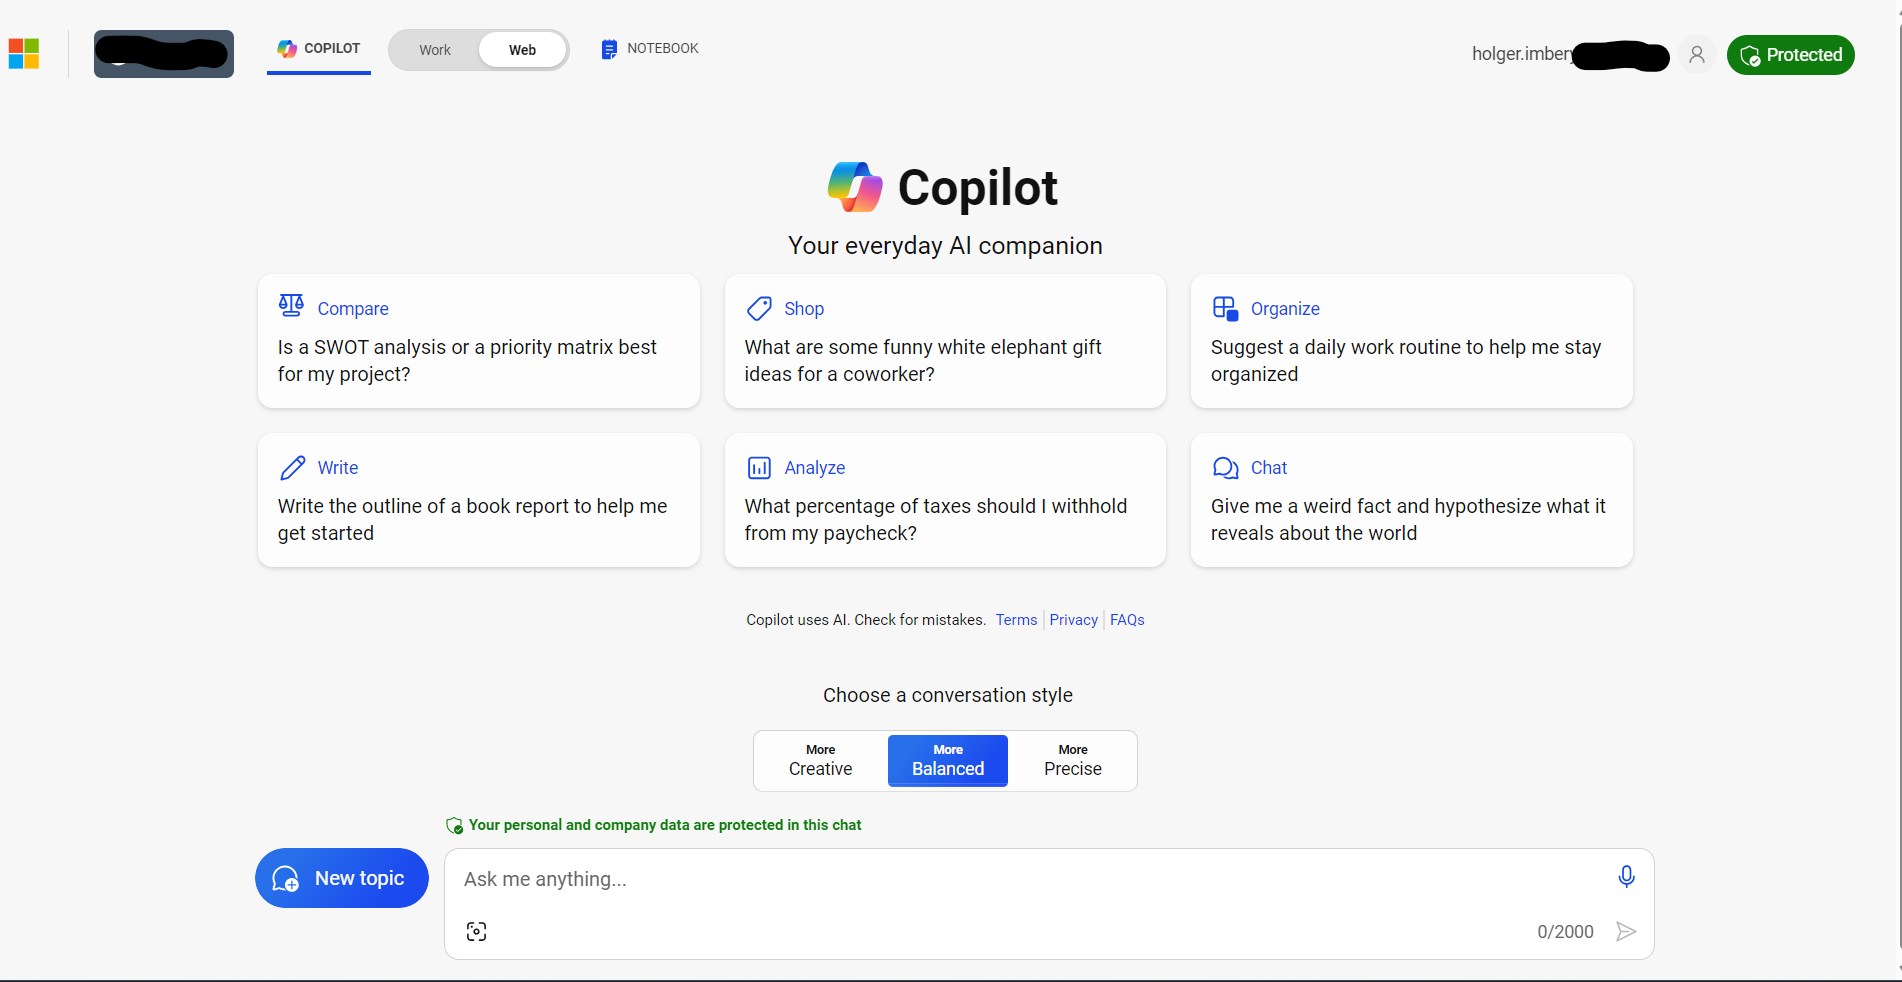 COPILOT
Work
Web
NOTEBOOK
holger.imbery
Protected
Copilot
Your everyday AI companion
Compare
Is a SWOT analysis or a priority matrix best
for my project?
Shop
What are some funny white elephant gift
ideas for a coworker?
Organize
Suggest a daily work routine to help me stay
organized
Write
Write the outline of a book report to help me
get started
Analyze
What percentage of taxes should I withhold
from my paycheck?
Chat
Give me a weird fact and hypothesize what it
reveals about the world
Copilot uses AI. Check for mistakes. Terms Privacy FAQs
Choose a conversation style
More
Creative
More
Balanced
More
Precise
Your personal and company data are protected in this chat
New topic
Ask me anything...
0/2000